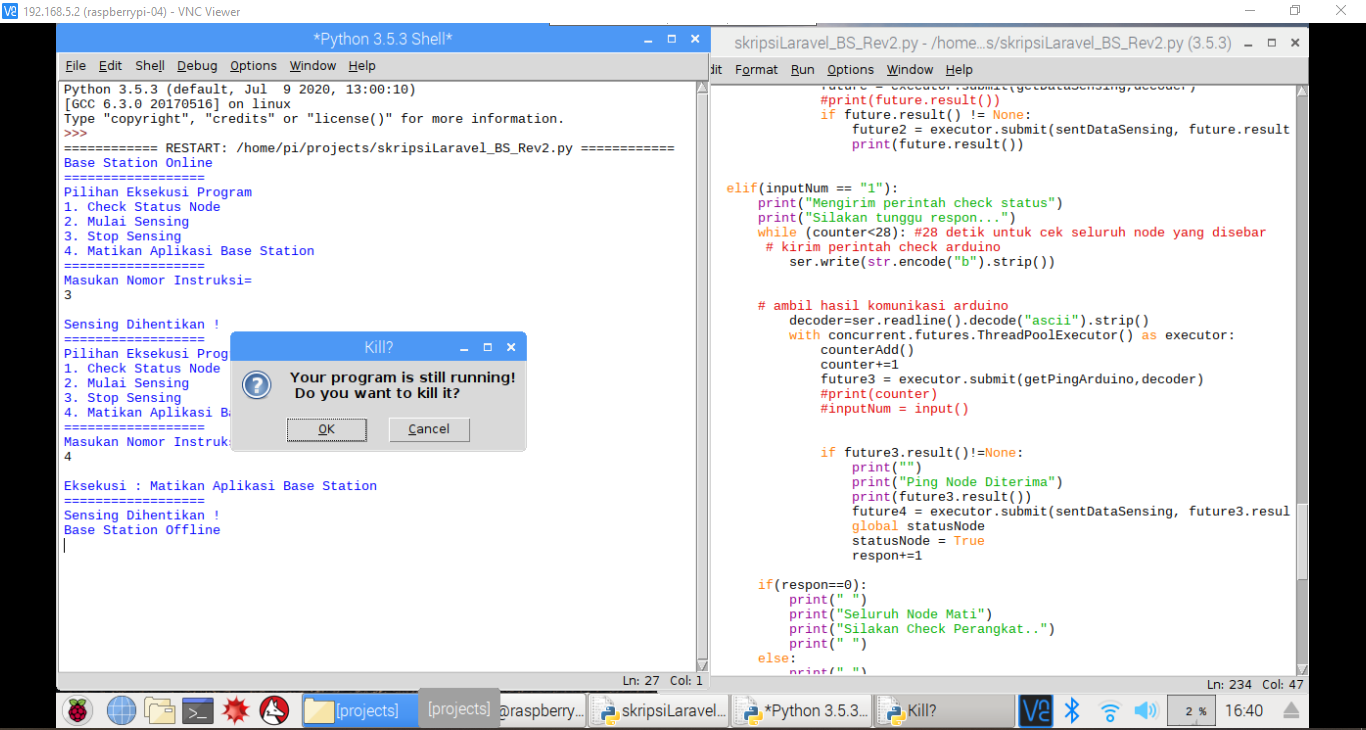 192.168.5.2 (raspberrypi-04) - VNC Viewer
*Python 3.5.3 Shell*
File Edit Shell Debug Options Window Help
Python 3.5.3 (default, Jul  9 2020, 13:00:10)
[GCC 6.3.0 20170516] on linux
Type "copyright", "credits" or "license()" for more information.
>>>
============ RESTART: /home/pi/projects/skripsiLaravel_BS_Rev2.py ============
Base Station Online
==================
Pilihan Eksekusi Program
1. Check Status Node
2. Mulai Sensing
3. Stop Sensing
4. Matikan Aplikasi Base Station
==================
Masukan Nomor Instruksi=
3
Sensing Dihentikan !
==================
Pilihan Eksekusi Prog
1. Check Status Node
2. Mulai Sensing
3. Stop Sensing
4. Matikan Aplikasi Ba
==================
Masukan Nomor Instruks
4
Eksekusi : Matikan Aplikasi Base Station
==================
Sensing Dihentikan !
Base Station Offline
Ln: 27 Col: 1
Kill?
Your program is still running!
Do you want to kill it?
OK
Cancel
skripsiLaravel_BS_Rev2.py - /home...s/skripsiLaravel_BS_Rev2.py (3.5.3)
dit Format Run Options Window Help
future = executor.submit(getDataSensing,decoder)
#print(future.result())
if future.result() != None:
future2 = executor.submit(sentDataSensing, future.result
print(future.result())
elif(inputNum == "1"):
print("Mengirim perintah check status")
print("Silakan tunggu respon...")
while (counter<28): #28 detik untuk cek seluruh node yang disebar
# kirim perintah check arduino
ser.write(str.encode("b").strip())
# ambil hasil komunikasi arduino
decoder=ser.readline().decode("ascii").strip()
with concurrent.futures.ThreadPoolExecutor() as executor:
counterAdd()
counter+=1
future3 = executor.submit(getPingArduino,decoder)
#print(counter)
#inputNum = input()
if future3.result()!=None:
print("")
print("Ping Node Diterima")
print(future3.result())
future4 = executor.submit(sentDataSensing, future3.resul
global statusNode
statusNode = True
respon+=1
if(respon==0):
print(" ")
print("Seluruh Node Mati")
print("Silakan Check Perangkat..")
print(" ")
else:
print(" ")
Ln: 234 Col: 47
[projects]
[projects]
@raspberry...
skripsiLaravel...
*Python 3.5.3...
Kill?
2 %
16:40